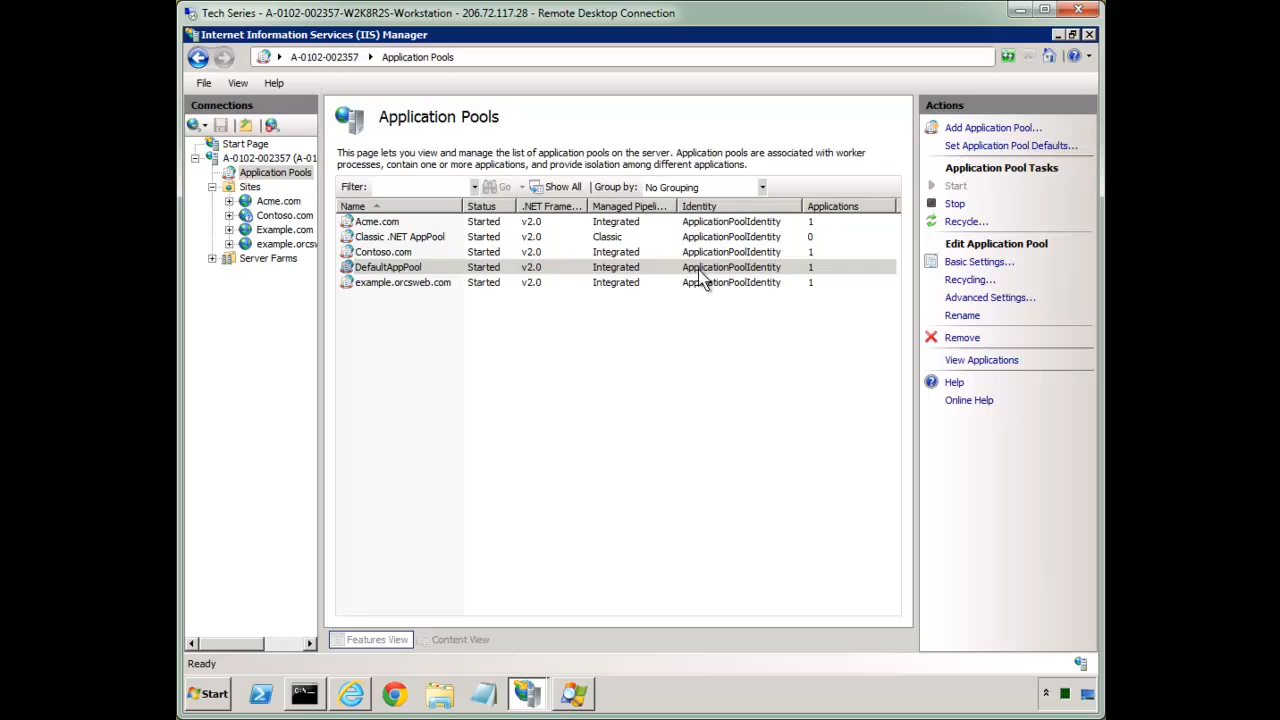 Tech Series - A-0102-002357-W2K8R2S-Workstation - 206.72.117.28 - Remote Desktop Connection
Internet Information Services (IIS) Manager
A-0102-002357 Application Pools
File View Help
Connections
Start Page
A-0102-002357 (A-01
Application Pools
Sites
Acme.com
Contoso.com
Example.com
example.orcsw
Server Farms
Application Pools
This page lets you view and manage the list of application pools on the server. Application pools are associated with worker
processes, contain one or more applications, and provide isolation among different applications.
Filter: Go Show All Group by: No Grouping
Name Status .NET Frame... Managed Pipeli... Identity Applications
Acme.com Started v2.0 Integrated ApplicationPoolIdentity 1
Classic .NET AppPool Started v2.0 Classic ApplicationPoolIdentity 0
Contoso.com Started v2.0 Integrated ApplicationPoolIdentity 1
DefaultAppPool Started v2.0 Integrated ApplicationPoolIdentity 1
example.orcsweb.com Started v2.0 Integrated ApplicationPoolIdentity 1
Features View Content View
Actions
Add Application Pool...
Set Application Pool Defaults...
Application Pool Tasks
Start
Stop
Recycle...
Edit Application Pool
Basic Settings...
Recycling...
Advanced Settings...
Rename
Remove
View Applications
Help
Online Help
Ready
Start